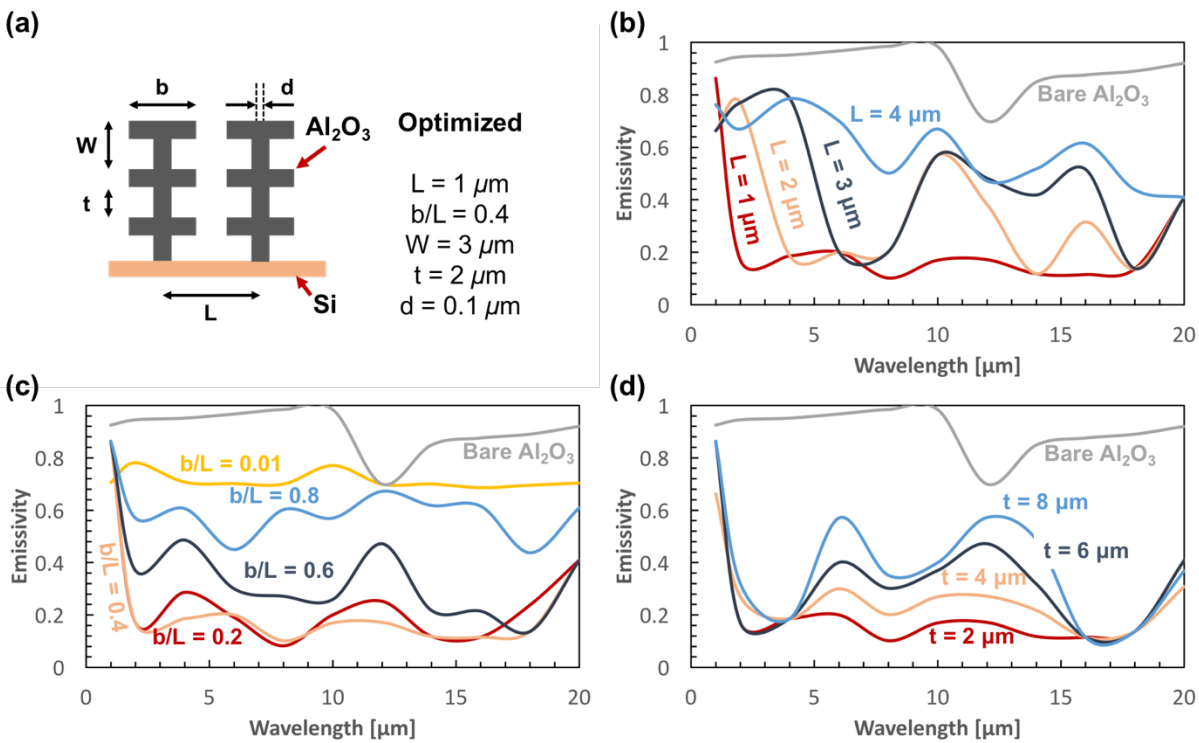 (a)
b
d
W
t
Al₂O₃
Si
L
Optimized
L = 1 µm
b/L = 0.4
W = 3 µm
t = 2 µm
d = 0.1 µm
(b)
Emissivity
1
0.8
0.6
0.4
0.2
0
0 5 10 15 20
Wavelength [µm]
Bare Al₂O₃
L = 4 µm
L = 1 µm
L = 2 µm
L = 3 µm
(c)
Emissivity
1
0.8
0.6
0.4
0.2
0
0 5 10 15 20
Wavelength [µm]
Bare Al₂O₃
b/L = 0.01
b/L = 0.8
b/L = 0.6
b/L = 0.4
b/L = 0.2
(d)
Emissivity
1
0.8
0.6
0.4
0.2
0
0 5 10 15 20
Wavelength [µm]
Bare Al₂O₃
t = 8 µm
t = 6 µm
t = 4 µm
t = 2 µm